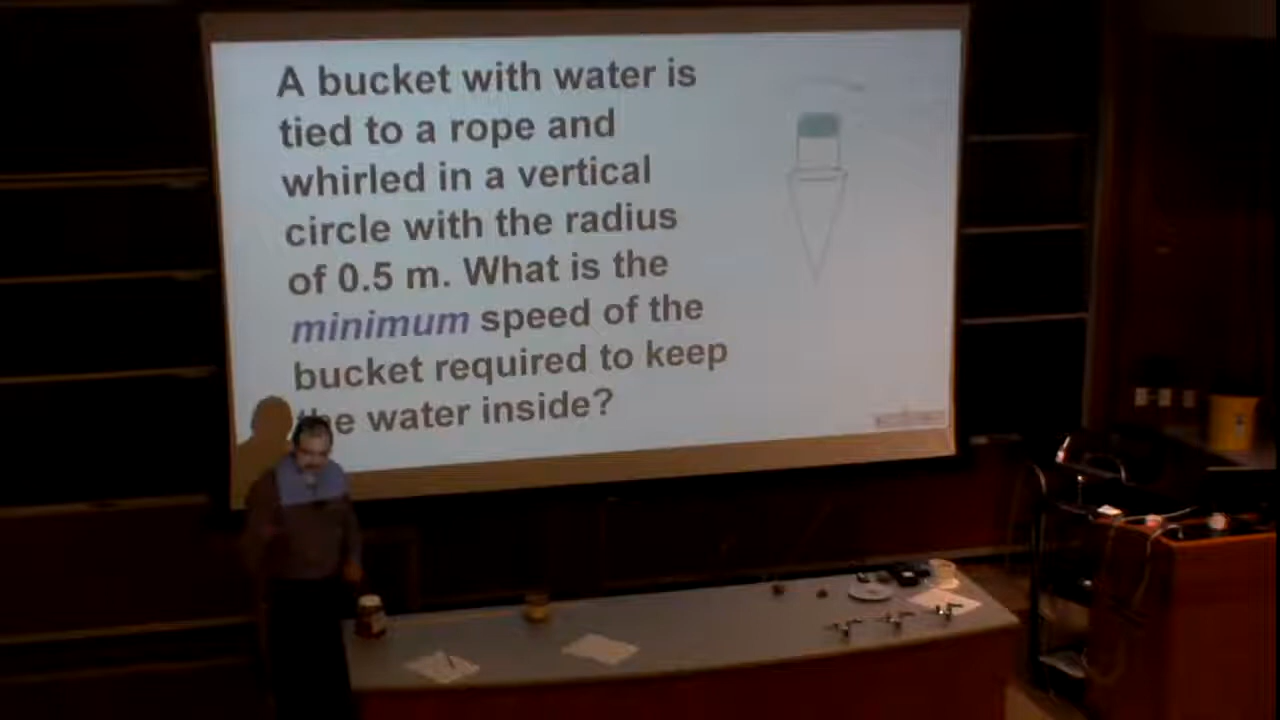 A bucket with water is
tied to a rope and
whirled in a vertical
circle with the radius
of 0.5 m. What is the
minimum speed of the
bucket required to keep
the water inside?